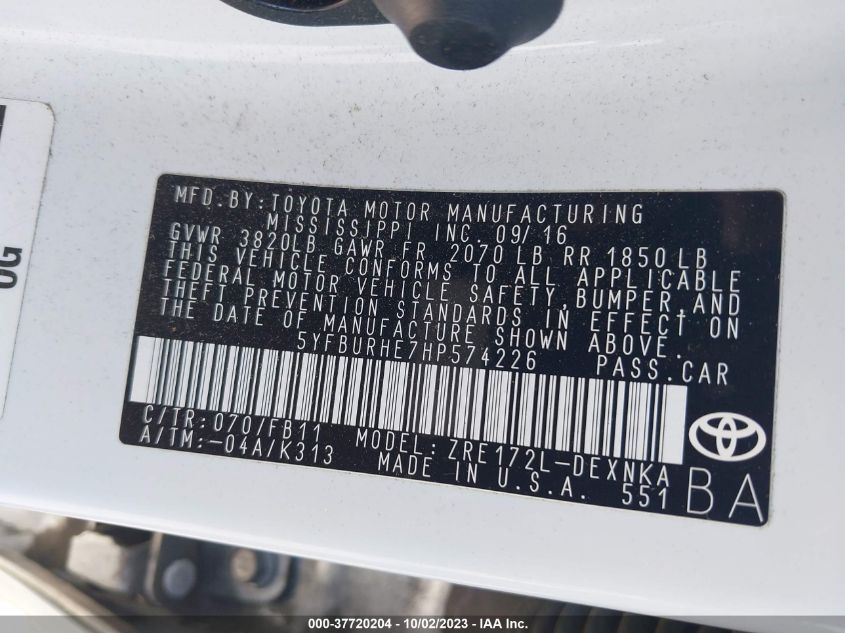 MFD.BY:TOYOTA MOTOR MANUFACTURING
MISSISSIPPI INC. 09/16
GVWR 3820LB GAWR FR 2070 LB RR 1850 LB
THIS VEHICLE CONFORMS TO ALL APPLICABLE
FEDERAL MOTOR VEHICLE SAFETY,BUMPER,AND
THEFT PREVENTION STANDARDS IN EFFECT ON
THE DATE OF MANUFACTURE SHOWN ABOVE.
5YFBURHE7HP574226 PASS.CAR
C/TR:070/FB11 MODEL:ZRE172L-DEXNKA
A/TM:-04A/K313 MADE IN U.S.A. 551
BA
000-37720204 - 10/02/2023 - IAA Inc.